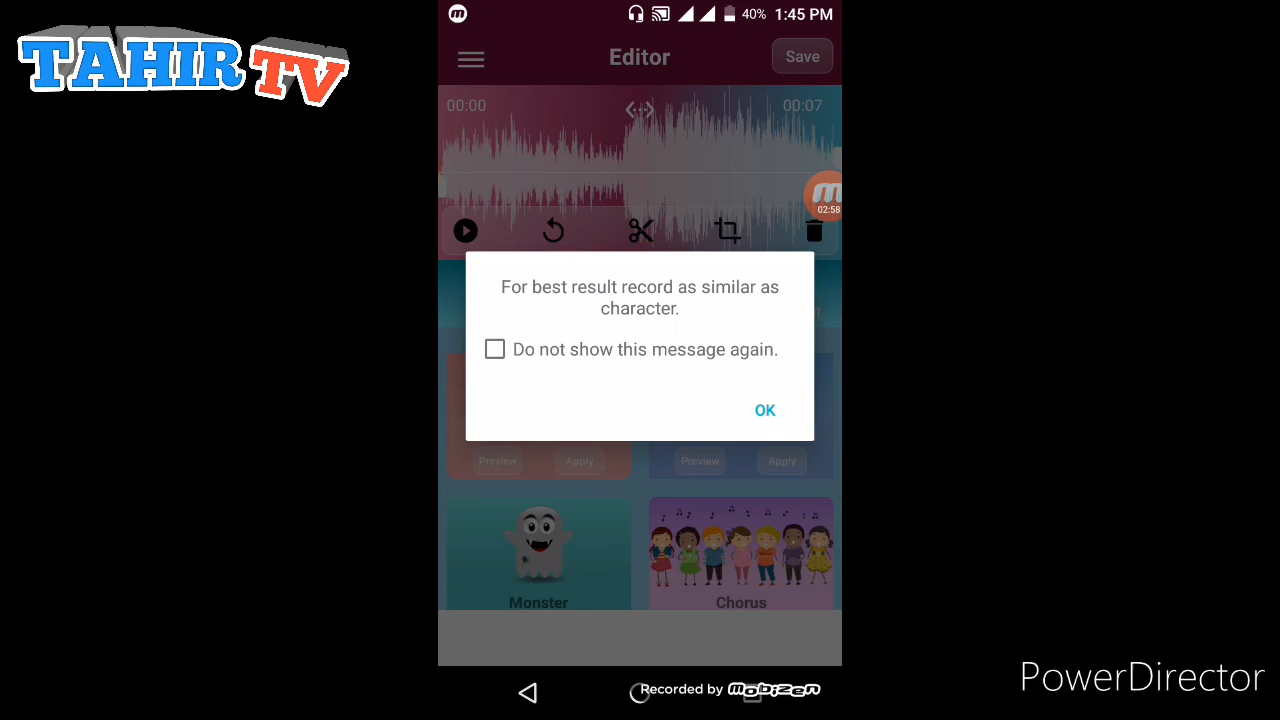 TAHIR TV
40% 1:45 PM
Editor
Save
00:00
00:07
02:58
For best result record as similar as
character.
Do not show this message again.
OK
Preview Apply Preview Apply
Monster Chorus
Recorded by mobizen
PowerDirector